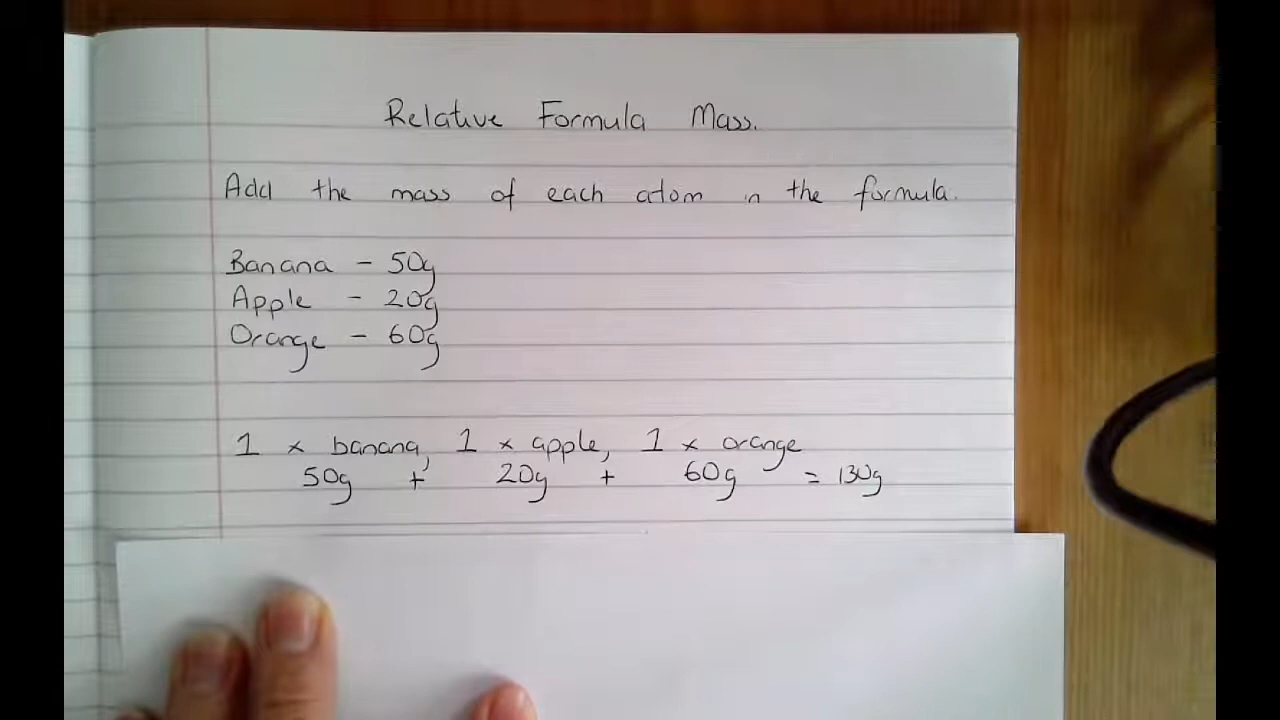 Relative Formula Mass.
Add the mass of each atom in the formula.
Banana - 50g
Apple - 20g
Orange - 60g
1 x banana, 1 x apple, 1 x orange
50g + 20g + 60g = 130g